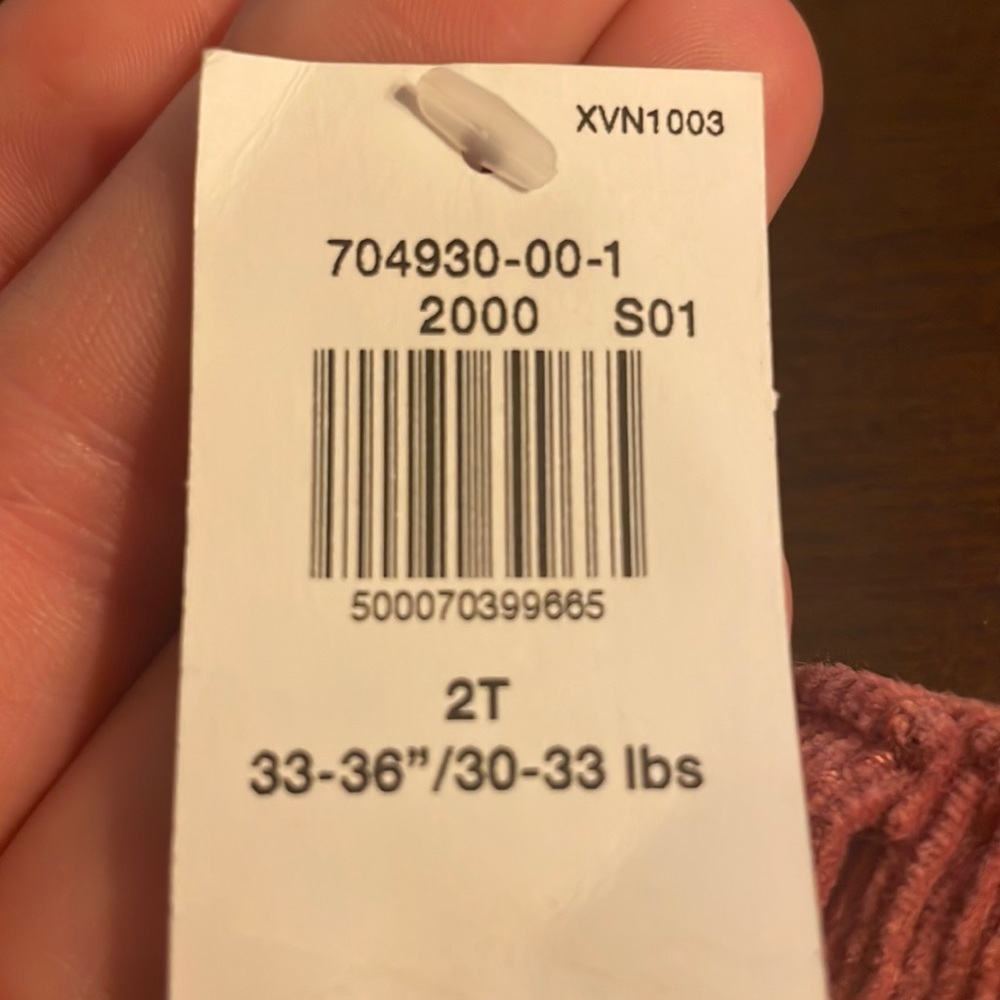 XVN1003
704930-00-1
2000 S01
500070399665
2T
33-36”/30-33 lbs